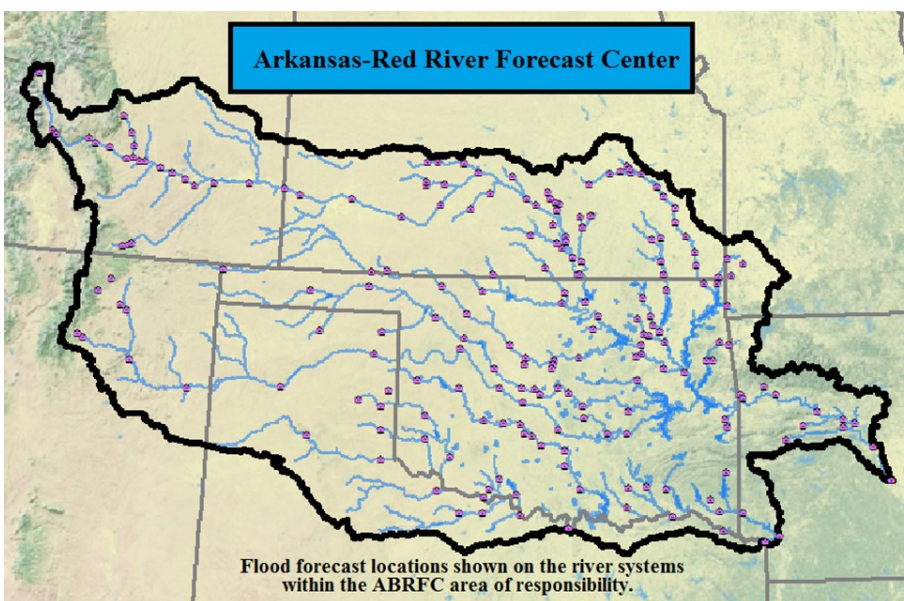 Arkansas-Red River Forecast Center
Flood forecast locations shown on the river systems
within the ABRFC area of responsibility.